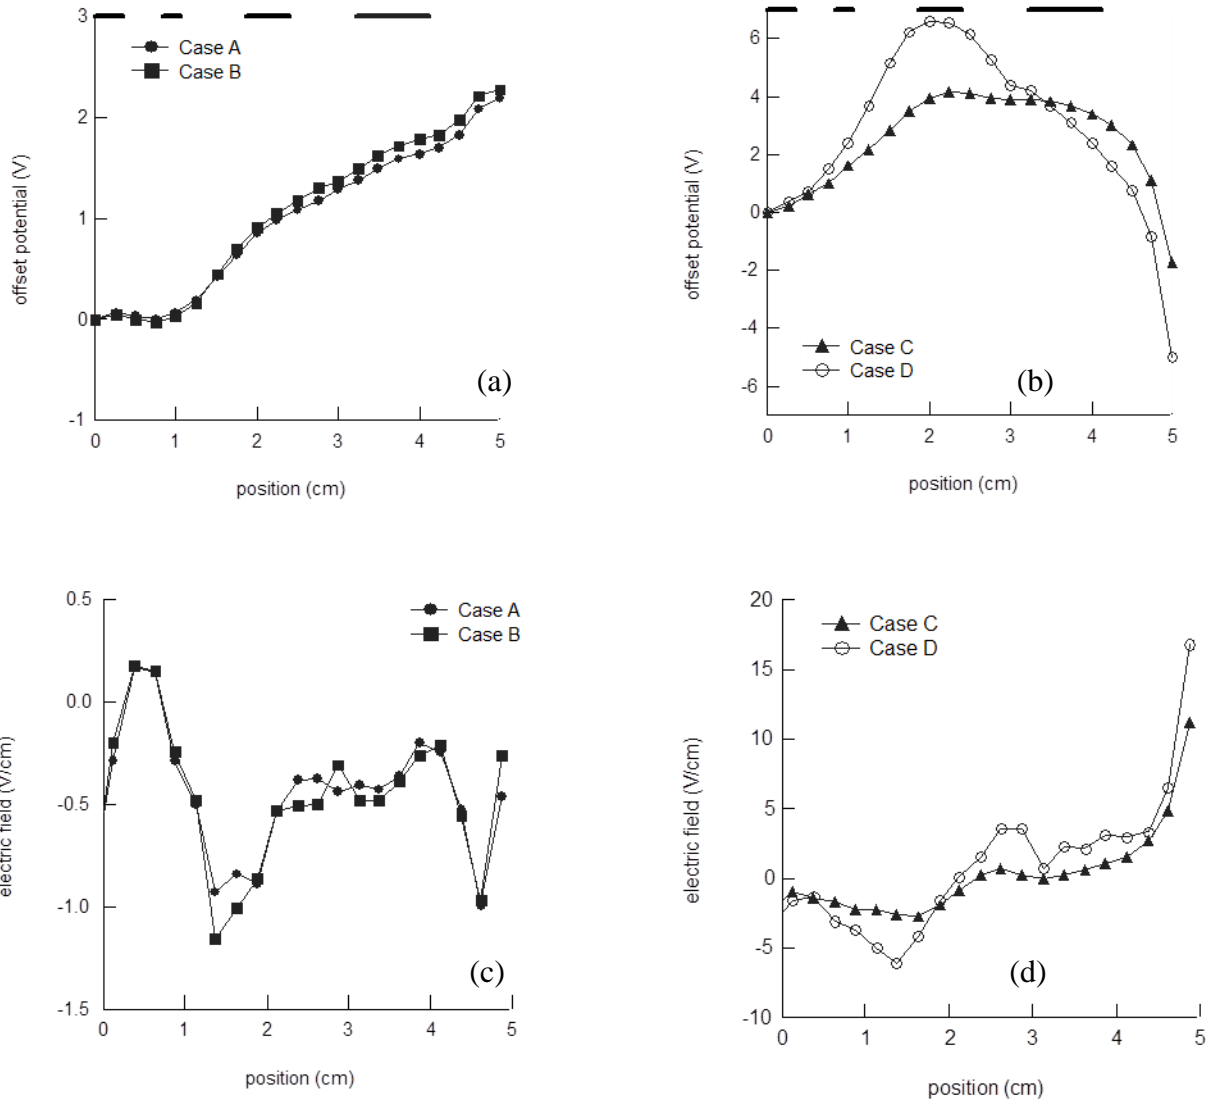 3
2
1
0
-1
offset potential (V)
Case A
Case B
(a)
0 1 2 3 4 5
position (cm)
6
4
2
0
-2
-4
-6
offset potential (V)
Case C
Case D
(b)
0 1 2 3 4 5
position (cm)
0.5
0.0
-0.5
-1.0
-1.5
electric field (V/cm)
Case A
Case B
(c)
0 1 2 3 4 5
position (cm)
20
15
10
5
0
-5
-10
electric field (V/cm)
Case C
Case D
(d)
0 1 2 3 4 5
position (cm)